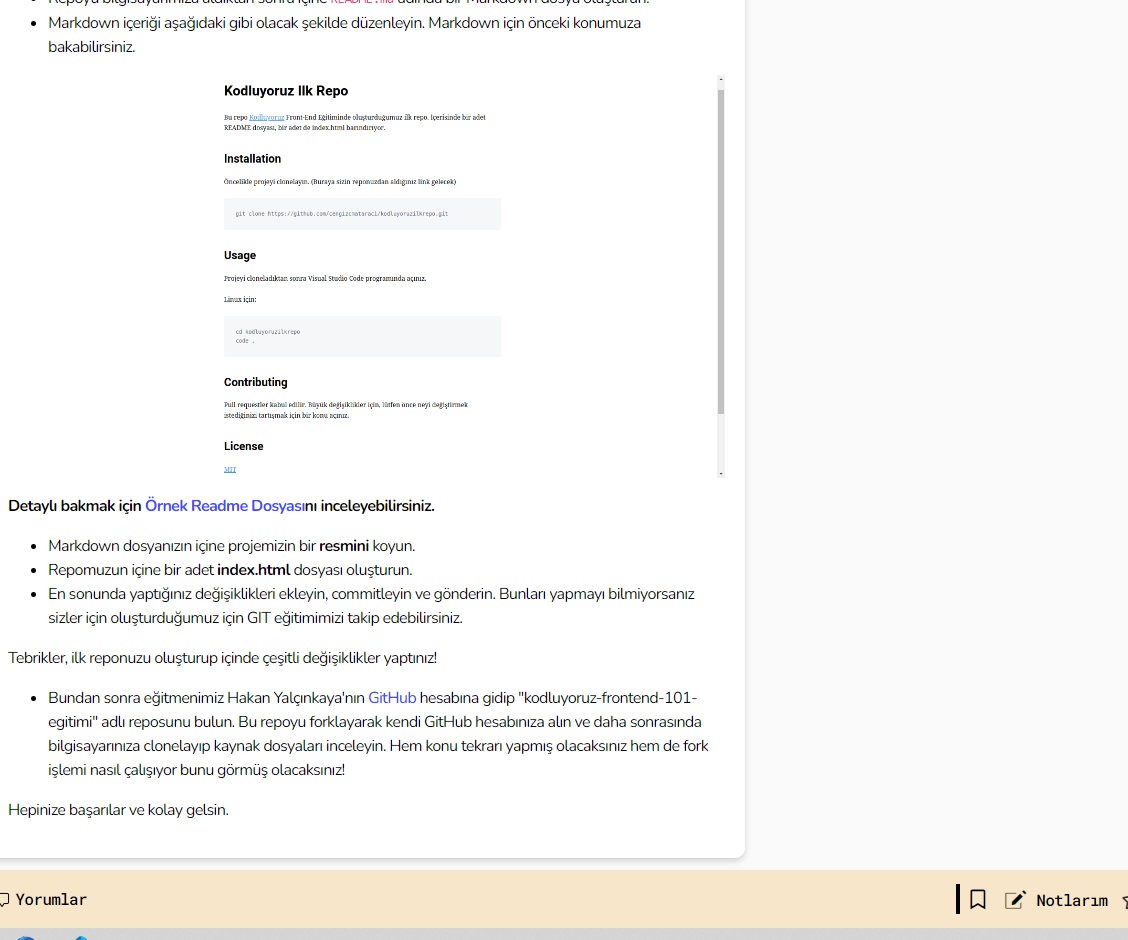 Repoyu bilgisayarınıza aldıktan sonra içine README.md adında bir Markdown dosya oluşturun.
Markdown içeriği aşağıdaki gibi olacak şekilde düzenleyin. Markdown için önceki konumuza
bakabilirsiniz.
Kodluyoruz Ilk Repo
Bu repo Kodluyoruz Front-End Eğitiminde oluşturduğumuz ilk repo. İçerisinde bir adet
README dosyası, bir adet de index.html barındırıyor.
Installation
Öncelikle projeyi clonelayın. (Buraya sizin reponuzdan aldığınız link gelecek)
git clone https://github.com/cengizcmataraci/kodluyoruzilkrepo.git
Usage
Projeyi cloneladıktan sonra Visual Studio Code programında açınız.
Linux için:
cd kodluyoruzilkrepo
code .
Contributing
Pull requestler kabul edilir. Büyük değişiklikler için, lütfen önce neyi değiştirmek
istediğinizi tartışmak için bir konu açınız.
License
MIT
Detaylı bakmak için Örnek Readme Dosyasını inceleyebilirsiniz.
Markdown dosyanızın içine projemizin bir resmini koyun.
Repomuzun içine bir adet index.html dosyası oluşturun.
En sonunda yaptığınız değişiklikleri ekleyin, commitleyin ve gönderin. Bunları yapmayı bilmiyorsanız
sizler için oluşturduğumuz için GIT eğitimimizi takip edebilirsiniz.
Tebrikler, ilk reponuzu oluşturup içinde çeşitli değişiklikler yaptınız!
Bundan sonra eğitmenimiz Hakan Yalçınkaya'nın GitHub hesabına gidip "kodluyoruz-frontend-101-
egitimi" adlı reposunu bulun. Bu repoyu forklayarak kendi GitHub hesabınıza alın ve daha sonrasında
bilgisayarınıza clonelayıp kaynak dosyaları inceleyin. Hem konu tekrarı yapmış olacaksınız hem de fork
işlemi nasıl çalışıyor bunu görmüş olacaksınız!
Hepinize başarılar ve kolay gelsin.
Yorumlar
Notlarım